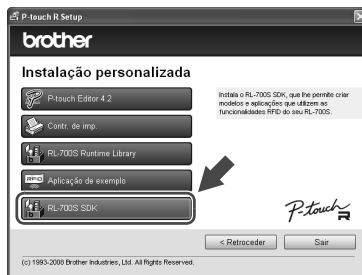 P-touch R Setup
brother
Instalação personalizada
P-touch Editor 4.2
Instala o RL-700S SDK, que lhe permite criar
modelos e aplicações que utilizem as
funcionalidades RFID do seu RL-700S.
Contr. de imp.
RL-700S Runtime Library
RFID
Aplicação de exemplo
RL-700S SDK
P-touch R
< Retroceder
Sair
(c) 1993-2008 Brother Industries, Ltd. All Rights Reserved.